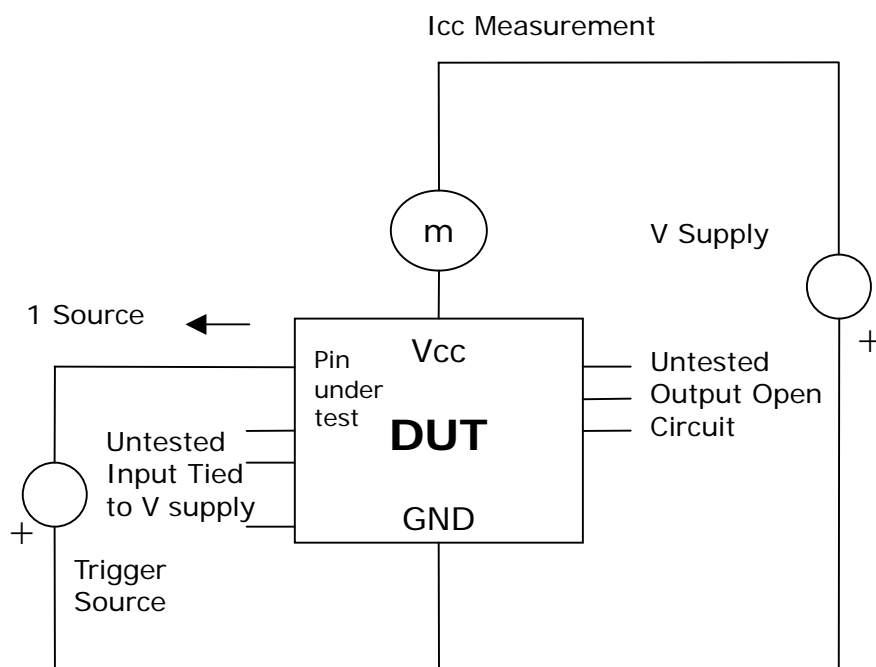 Icc Measurement
m
V Supply
+
1 Source
Vcc
Pin
under
test
DUT
GND
Untested
Output Open
Circuit
Untested
Input Tied
to V supply
+
Trigger
Source